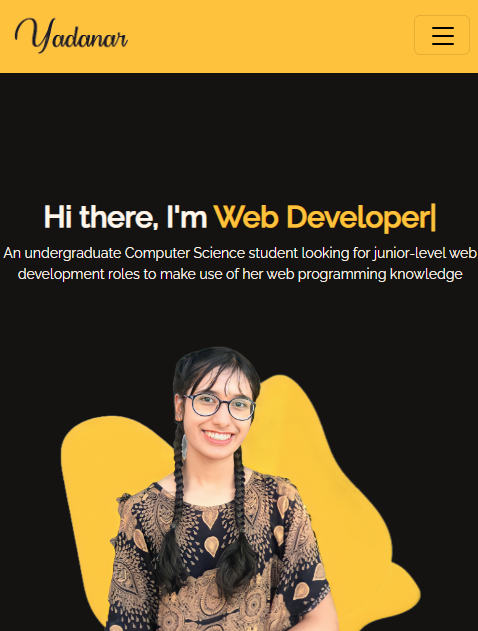 Yadanar
Hi there, I'm Web Developer|
An undergraduate Computer Science student looking for junior-level web
development roles to make use of her web programming knowledge